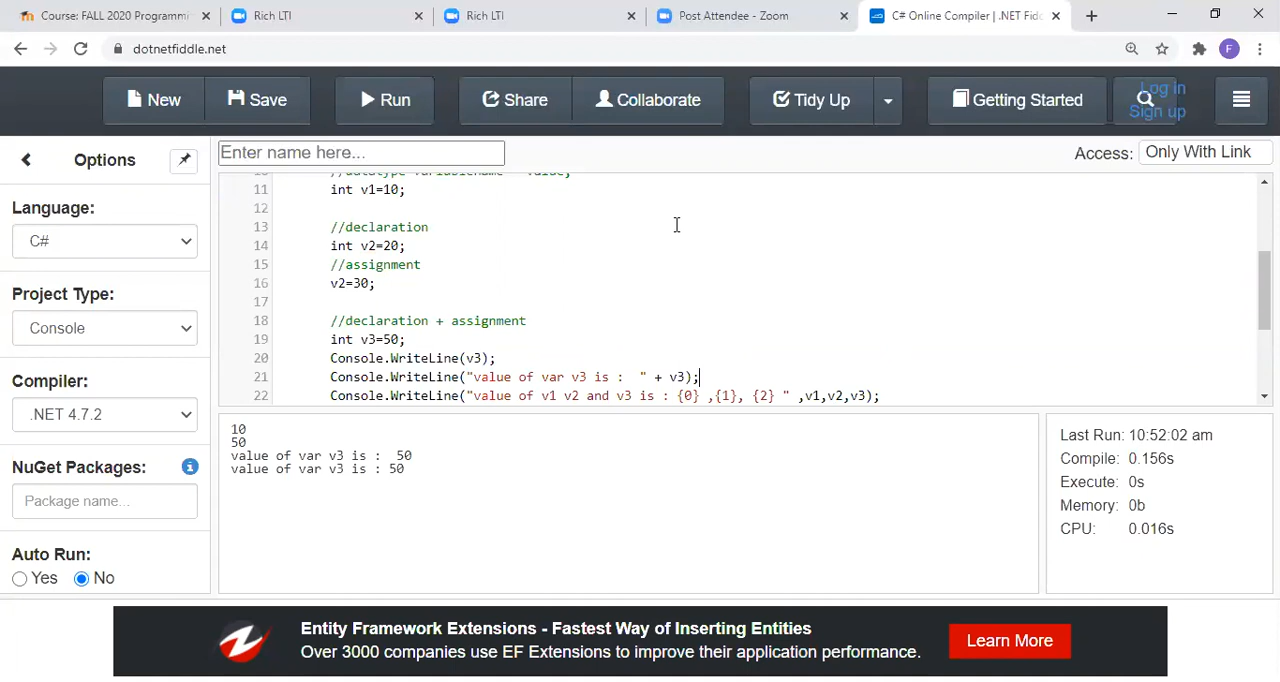 Course: FALL 2020 Programmi
Rich LTI
Rich LTI
Post Attendee - Zoom
C# Online Compiler | .NET Fidd
dotnetfiddle.net
F
New
Save
Run
Share
Collaborate
Tidy Up
Getting Started
Log in
Sign up
Options
Enter name here...
Access: Only With Link
Language:
C#
Project Type:
Console
Compiler:
.NET 4.7.2
NuGet Packages:
Package name...
Auto Run:
Yes No
10 //datatype variablename = value;
11 int v1=10;
12
13 //declaration
14 int v2=20;
15 //assignment
16 v2=30;
17
18 //declaration + assignment
19 int v3=50;
20 Console.WriteLine(v3);
21 Console.WriteLine("value of var v3 is :  " + v3);
22 Console.WriteLine("value of v1 v2 and v3 is : {0} ,{1}, {2} " ,v1,v2,v3);
10
50
value of var v3 is :  50
value of var v3 is : 50
Last Run: 10:52:02 am
Compile: 0.156s
Execute: 0s
Memory: 0b
CPU: 0.016s
Entity Framework Extensions - Fastest Way of Inserting Entities
Over 3000 companies use EF Extensions to improve their application performance.
Learn More